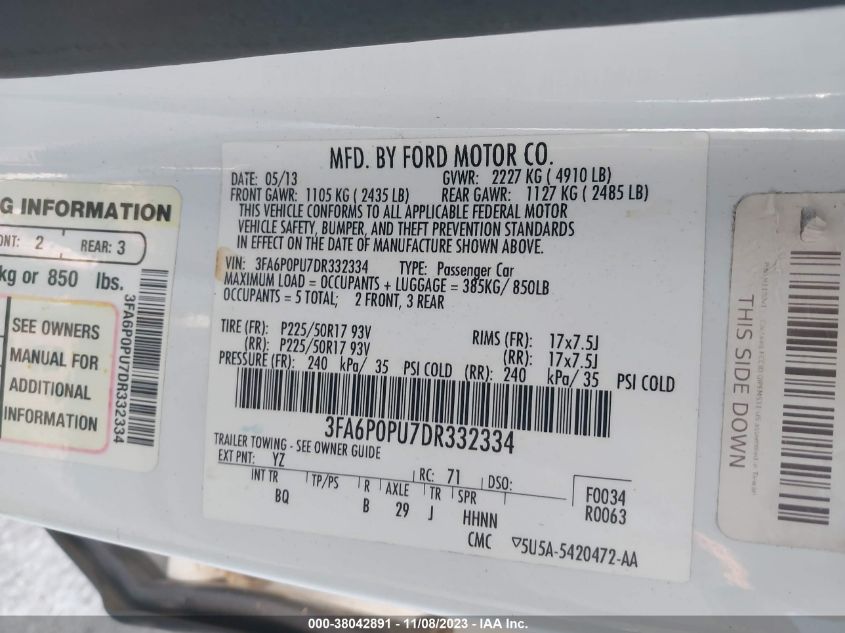 MFD. BY FORD MOTOR CO.
DATE: 05/13 GVWR: 2227 KG ( 4910 LB)
FRONT GAWR: 1105 KG ( 2435 LB) REAR GAWR: 1127 KG ( 2485 LB)
THIS VEHICLE CONFORMS TO ALL APPLICABLE FEDERAL MOTOR
VEHICLE SAFETY, BUMPER, AND THEFT PREVENTION STANDARDS
IN EFFECT ON THE DATE OF MANUFACTURE SHOWN ABOVE.
VIN: 3FA6P0PU7DR332334 TYPE: Passenger Car
MAXIMUM LOAD = OCCUPANTS + LUGGAGE = 385KG/ 850LB
OCCUPANTS = 5 TOTAL; 2 FRONT, 3 REAR
TIRE (FR): P225/50R17 93V RIMS (FR): 17x7.5J
(RR): P225/50R17 93V (RR): 17x7.5J
PRESSURE (FR): 240 kPa/ 35 PSI COLD (RR): 240 kPa/ 35 PSI COLD
3FA6P0PU7DR332334
TRAILER TOWING - SEE OWNER GUIDE
EXT PNT: YZ RC: 71 DSO:
INT TR TP/PS R AXLE TR SPR F0034
BQ B 29 J HHNN R0063
CMC ▽5U5A-5420472-AA
G INFORMATION
NT: 2 REAR: 3
kg or 850 lbs.
SEE OWNERS
MANUAL FOR
ADDITIONAL
INFORMATION
3FA6P0PU7DR332334
THIS SIDE DOWN
000-38042891 - 11/08/2023 - IAA Inc.